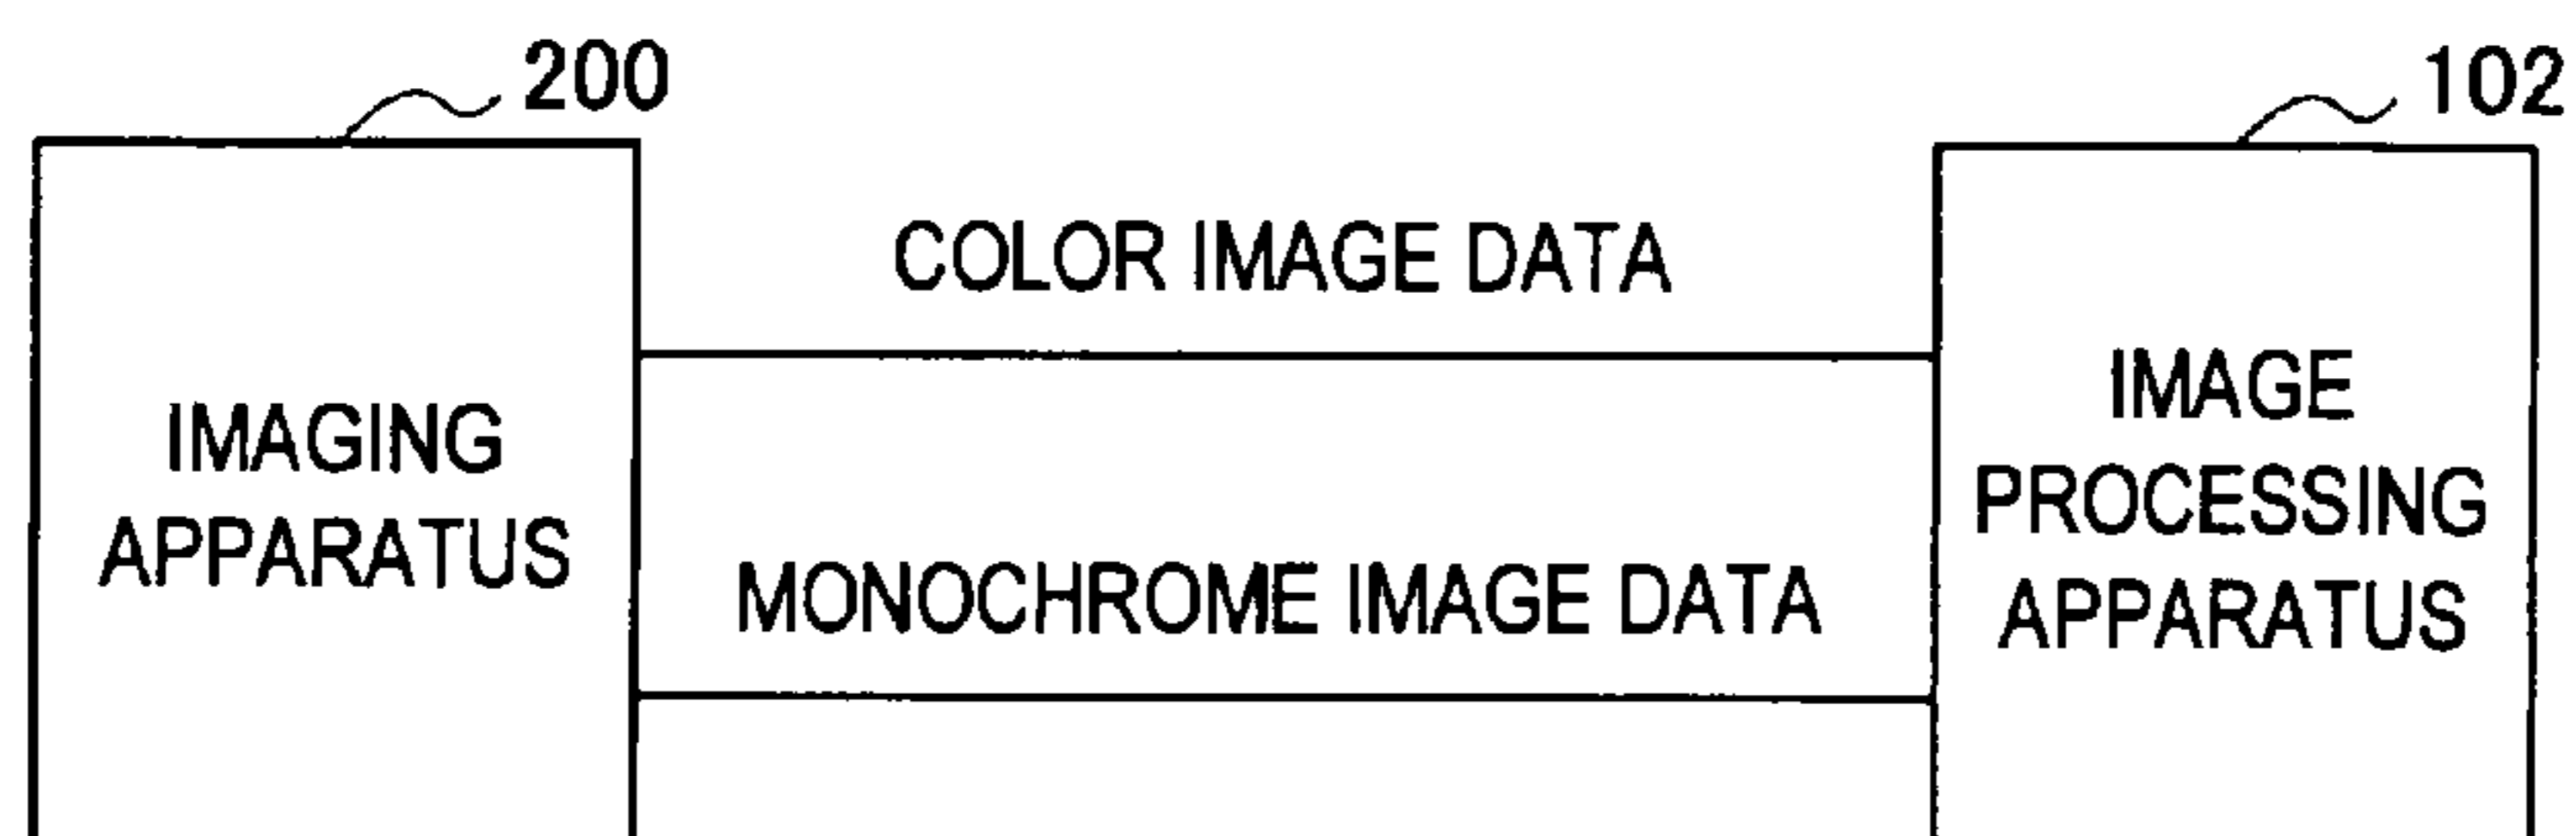 200
102
COLOR IMAGE DATA
IMAGING
APPARATUS
MONOCHROME IMAGE DATA
IMAGE
PROCESSING
APPARATUS